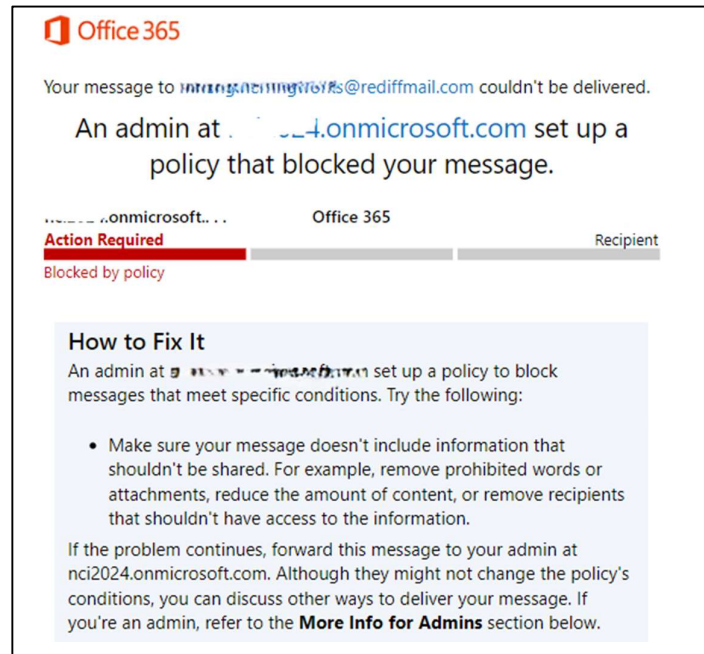 Office 365
Your message to @rediffmail.com couldn't be delivered.
An admin at 4.onmicrosoft.com set up a
policy that blocked your message.
.onmicrosoft.. . . Office 365
Action Required Recipient
Blocked by policy
How to Fix It
An admin at set up a policy to block
messages that meet specific conditions. Try the following:
• Make sure your message doesn't include information that
shouldn't be shared. For example, remove prohibited words or
attachments, reduce the amount of content, or remove recipients
that shouldn't have access to the information.
If the problem continues, forward this message to your admin at
nci2024.onmicrosoft.com. Although they might not change the policy's
conditions, you can discuss other ways to deliver your message. If
you're an admin, refer to the More Info for Admins section below.